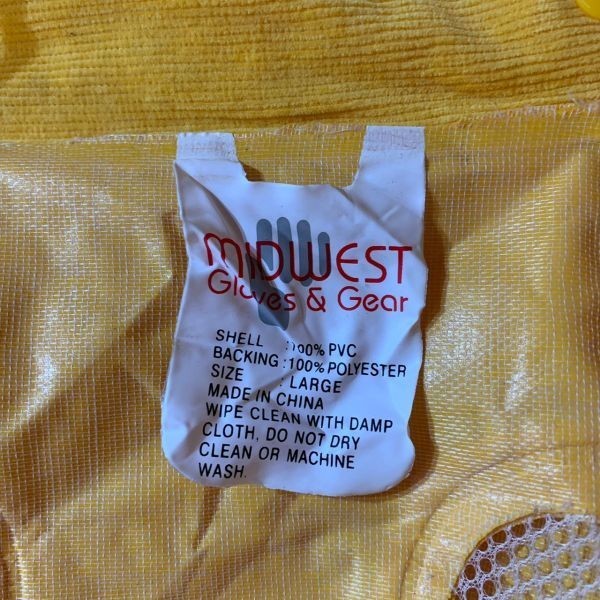 MIDWEST
Gloves & Gear
SHELL :100% PVC
BACKING :100% POLYESTER
SIZE : LARGE
MADE IN CHINA
WIPE CLEAN WITH DAMP
CLOTH, DO NOT DRY
CLEAN OR MACHINE
WASH.